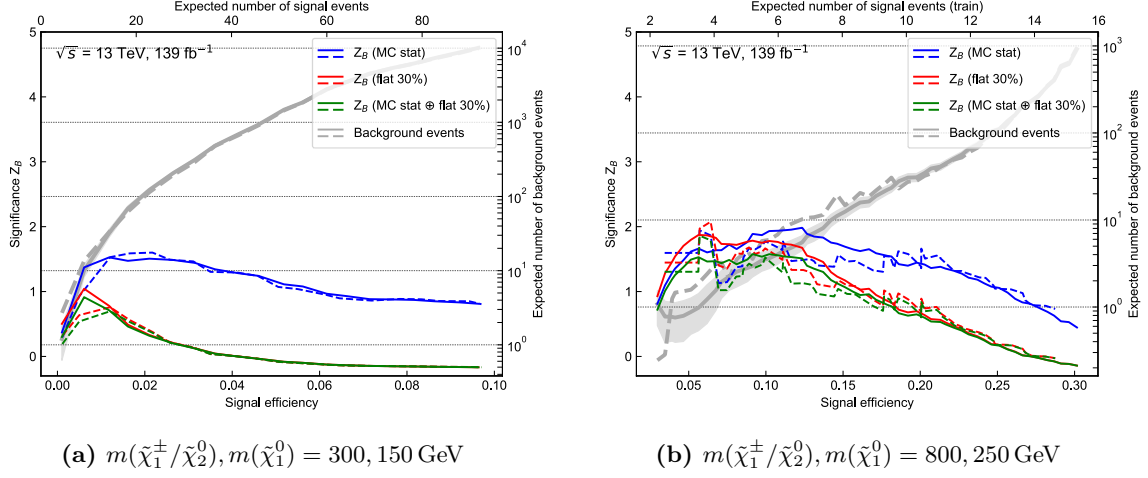 Expected number of signal events
0 20 40 60 80
√s = 13 TeV, 139 fb⁻¹
Z_B (MC stat)
Z_B (flat 30%)
Z_B (MC stat ⊕ flat 30%)
Background events
Significance Z_B
5
4
3
2
1
0
10⁴
10³
10²
10¹
10⁰
Expected number of background events
0.00 0.02 0.04 0.06 0.08 0.10
Signal efficiency
(a) m(χ̃₁^±/χ̃₂⁰), m(χ̃₁⁰) = 300, 150 GeV
Expected number of signal events (train)
2 4 6 8 10 12 14 16
√s = 13 TeV, 139 fb⁻¹
Z_B (MC stat)
Z_B (flat 30%)
Z_B (MC stat ⊕ flat 30%)
Background events
Significance Z_B
5
4
3
2
1
0
10³
10²
10¹
10⁰
Expected number of background events
0.05 0.10 0.15 0.20 0.25 0.30
Signal efficiency
(b) m(χ̃₁^±/χ̃₂⁰), m(χ̃₁⁰) = 800, 250 GeV